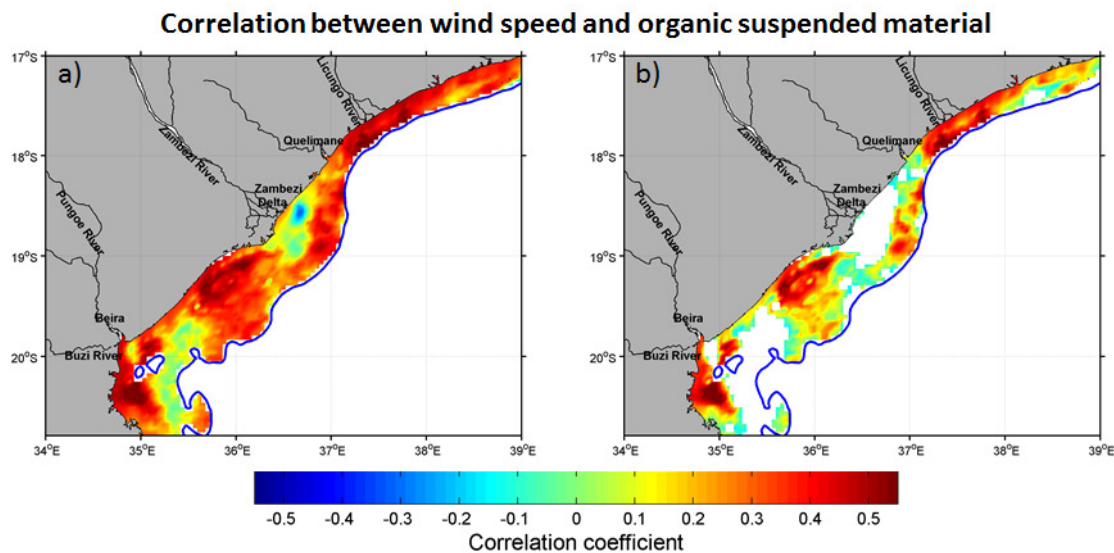 Correlation between wind speed and organic suspended material
a)
17°S
18°S
19°S
20°S
34°E
35°E
36°E
37°E
38°E
39°E
Licungo River
Quelimane
Zambezi River
Zambezi
Delta
Pungoe River
Beira
Buzi River
b)
17°S
18°S
19°S
20°S
34°E
35°E
36°E
37°E
38°E
39°E
Licungo River
Quelimane
Zambezi River
Zambezi
Delta
Pungoe River
Beira
Buzi River
-0.5 -0.4 -0.3 -0.2 -0.1 0 0.1 0.2 0.3 0.4 0.5
Correlation coefficient